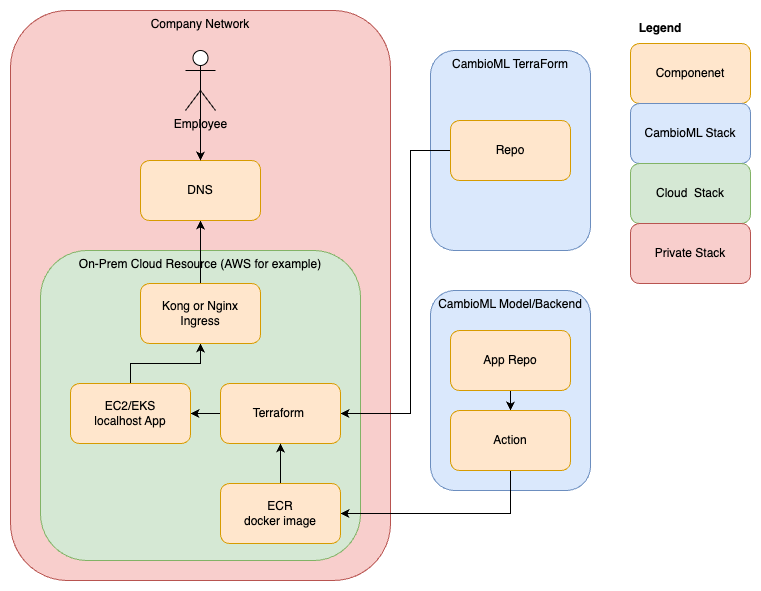 Company Network
Employee
DNS
On-Prem Cloud Resource (AWS for example)
Kong or Nginx
Ingress
EC2/EKS
localhost App
Terraform
ECR
docker image
CambioML TerraForm
Repo
CambioML Model/Backend
App Repo
Action
Legend
Componenet
CambioML Stack
Cloud  Stack
Private Stack